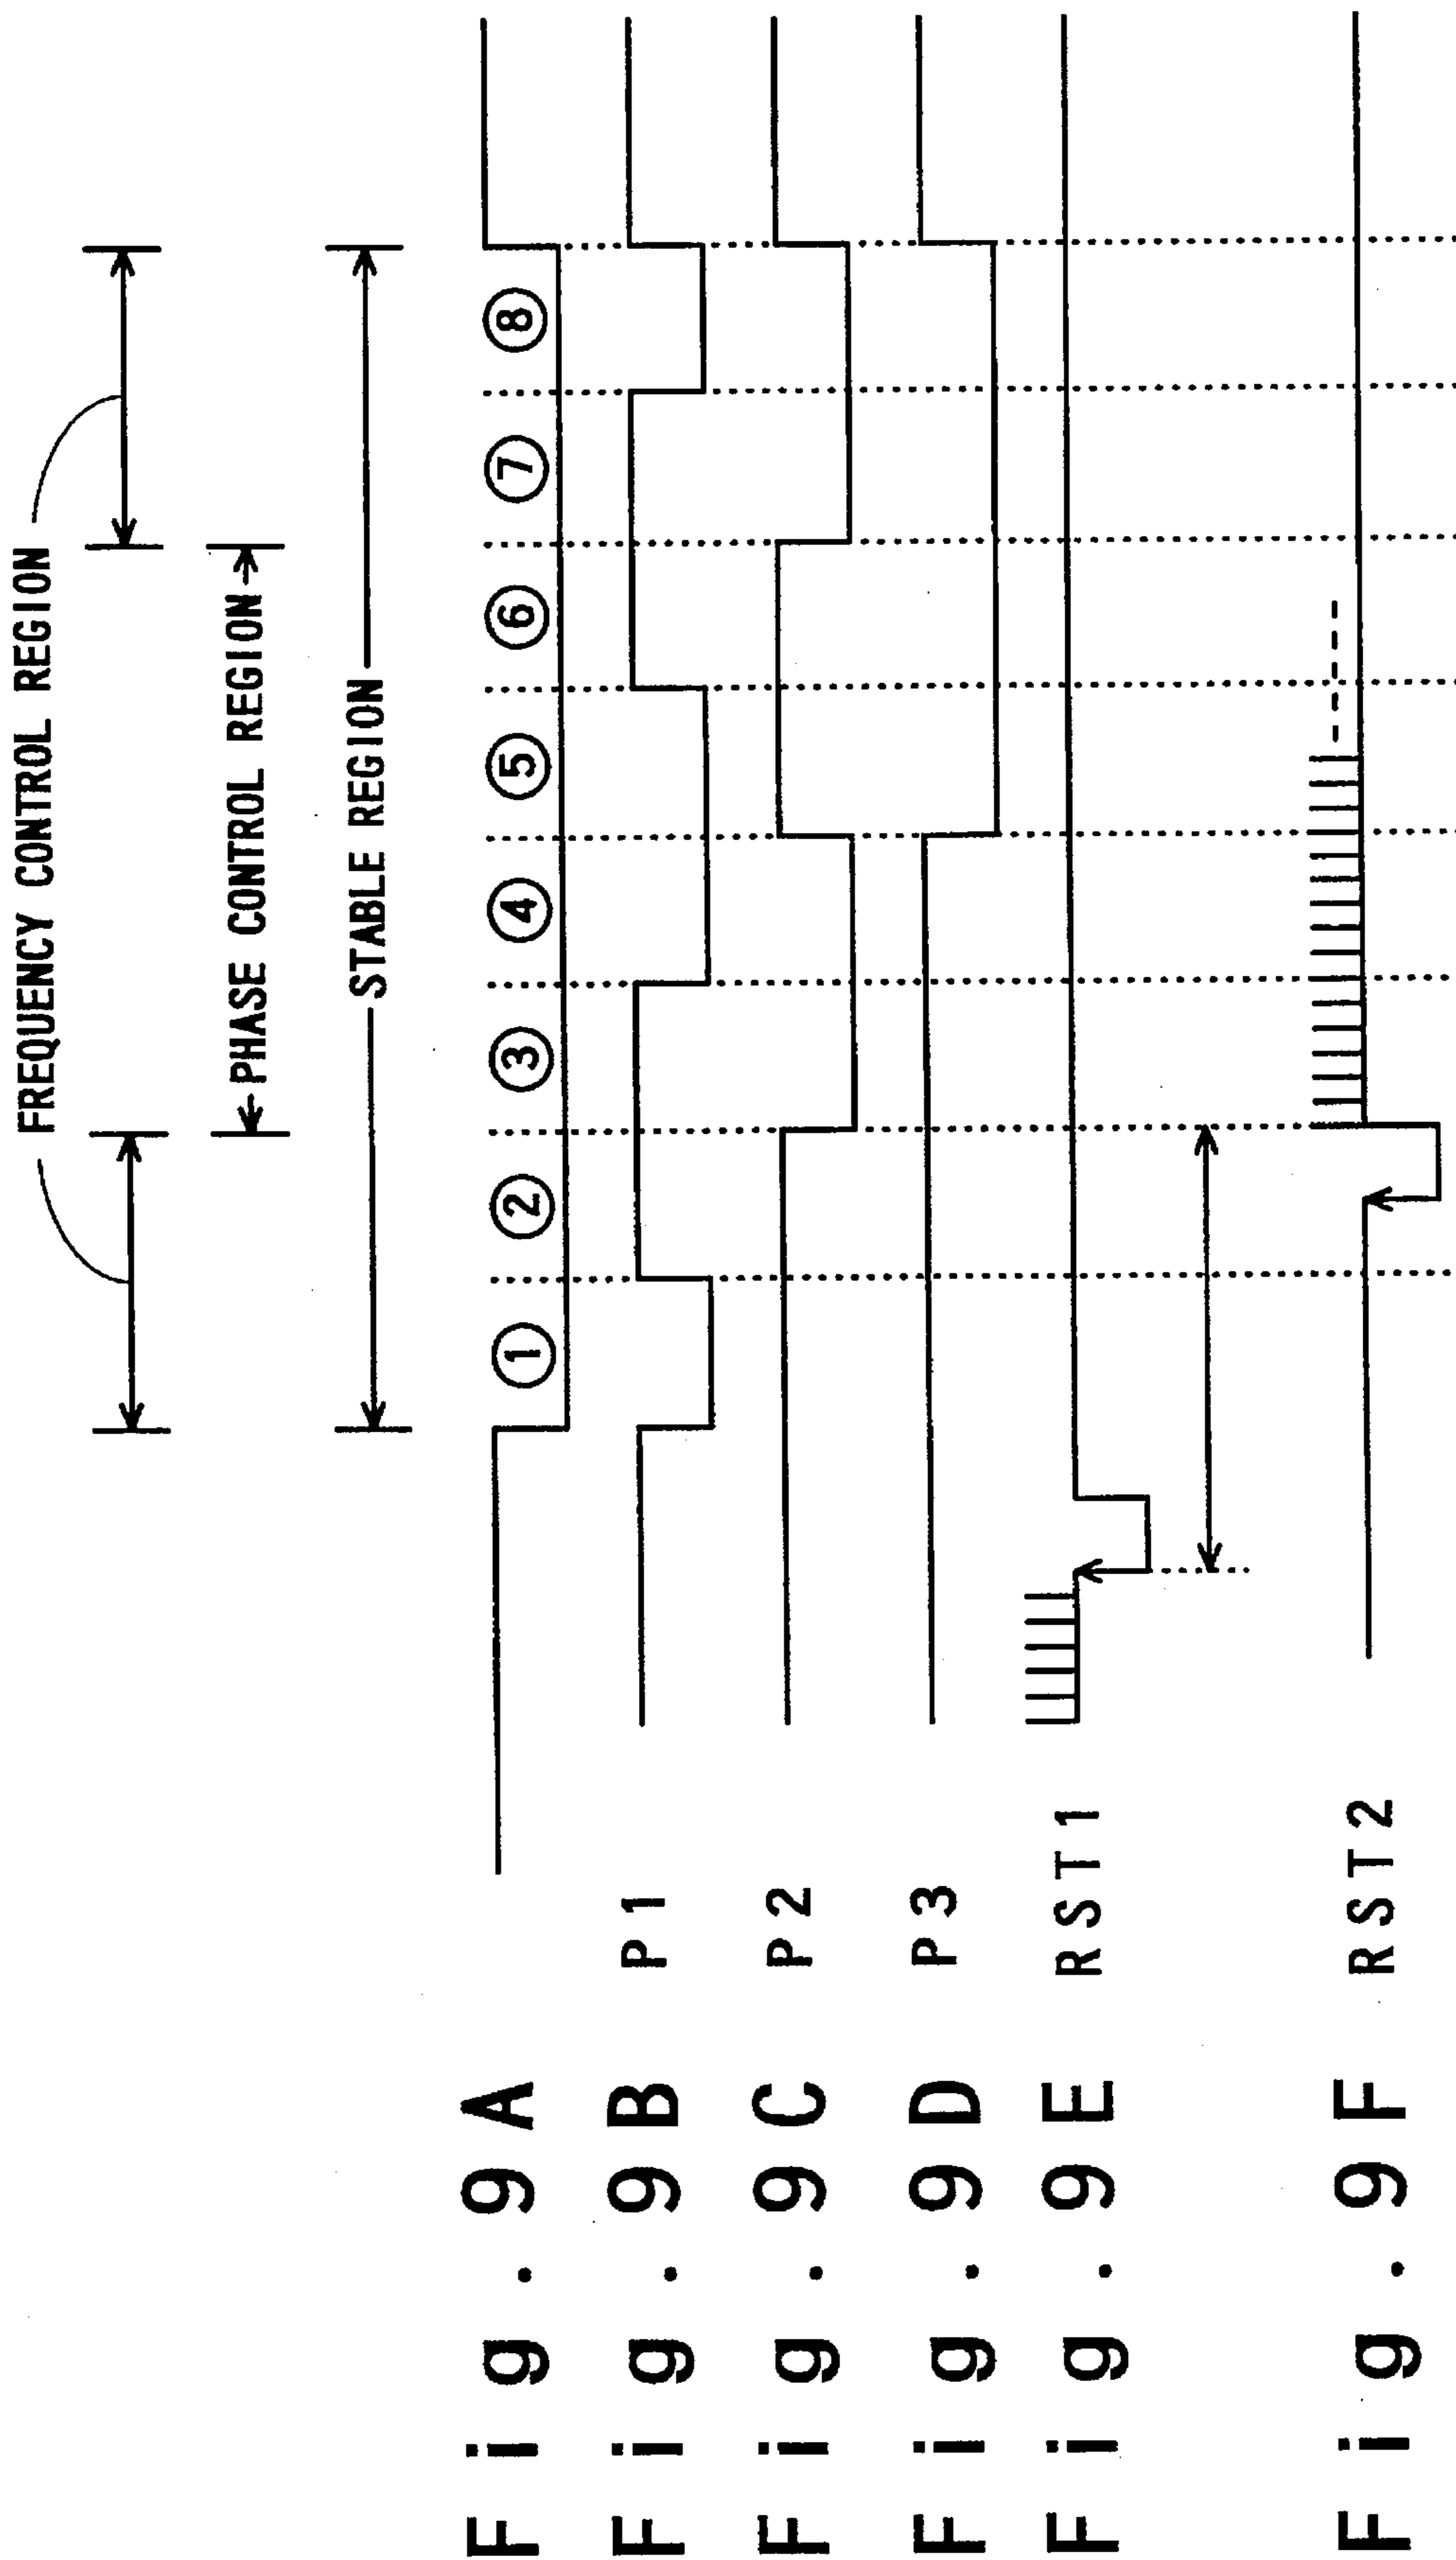 FREQUENCY CONTROL REGION
PHASE CONTROL REGION
STABLE REGION
Fig.9A ① ② ③ ④ ⑤ ⑥ ⑦ ⑧
Fig.9B P1
Fig.9C P2
Fig.9D P3
Fig.9E RST1
Fig.9F RST2